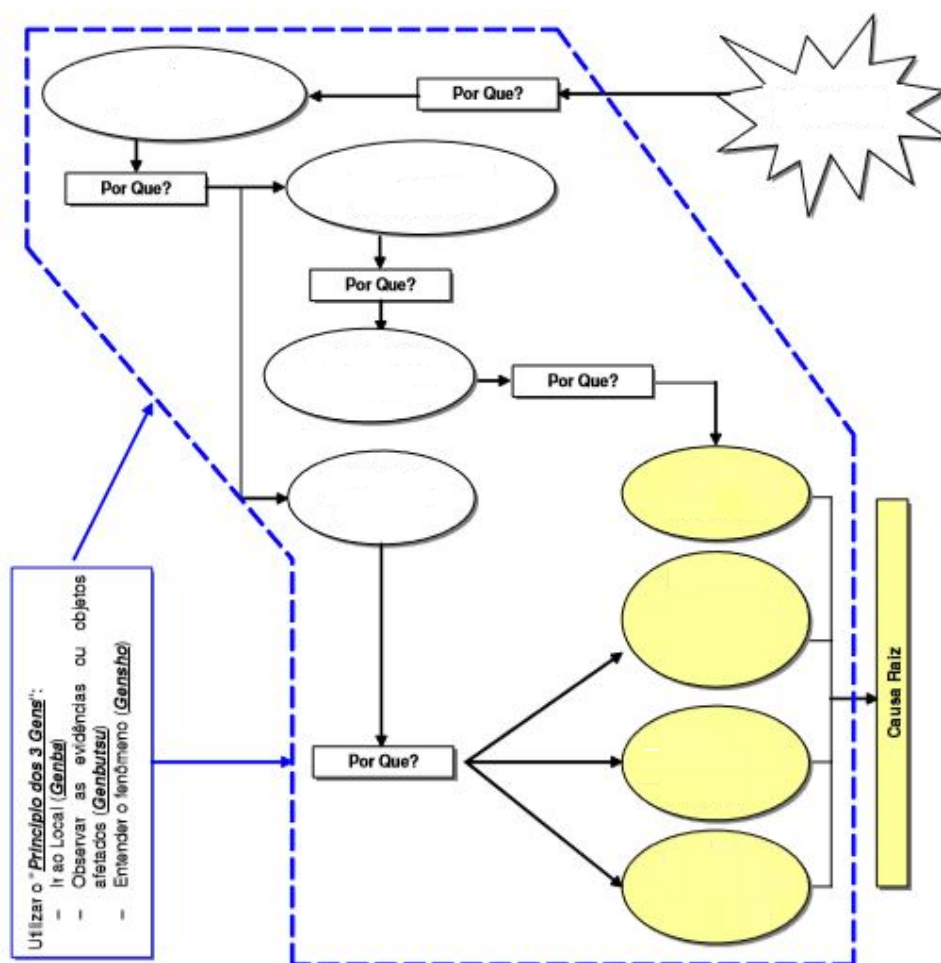 Por Que?
Por Que?
Por Que?
Por Que?
Por Que?
Causa Raiz
Utilizar o "Princípio dos 3 Gens":
– Ir ao Local (Genba)
– Observar as evidências ou objetos
afetados (Genbutsu)
– Entender o fenômeno (Gensho)